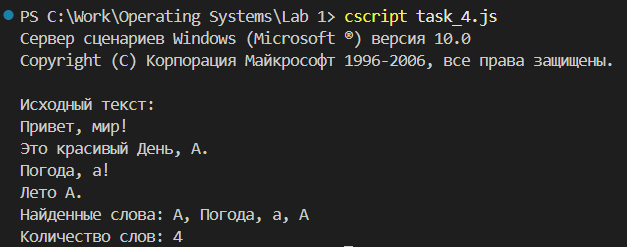 PS C:\Work\Operating Systems\Lab 1> cscript task_4.js
Сервер сценариев Windows (Microsoft ®) версия 10.0
Copyright (C) Корпорация Майкрософт 1996-2006, все права защищены.
Исходный текст:
Привет, мир!
Это красивый День, А.
Погода, а!
Лето А.
Найденные слова: А, Погода, а, А
Количество слов: 4